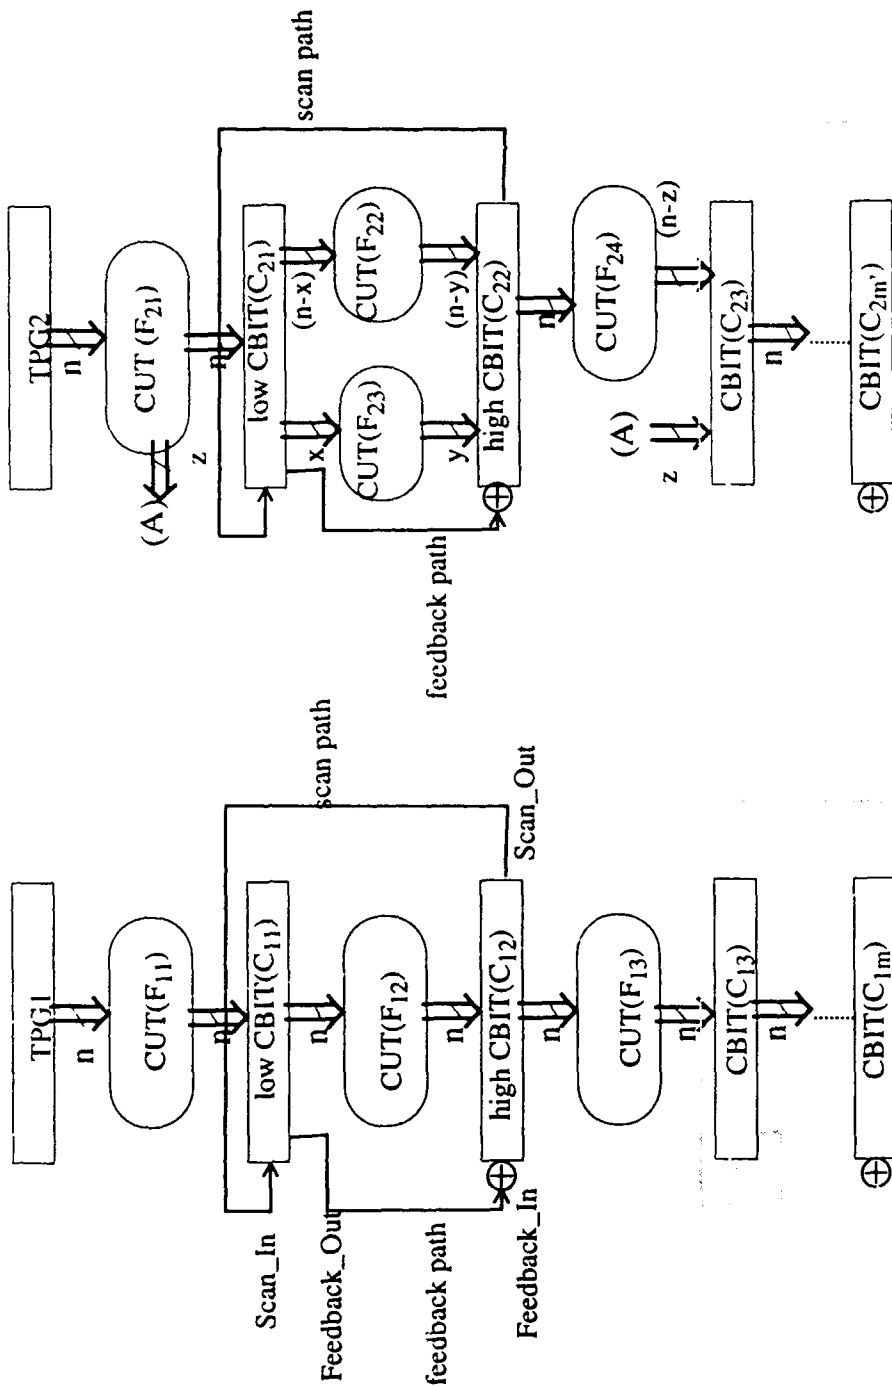 TPG1
n
CUT(F11)
n
low CBIT(C11)
n
CUT(F12)
n
high CBIT(C12)
n
CUT(F13)
n
CBIT(C13)
n
CBIT(C1m)
scan path
Scan_In
Feedback_Out
feedback path
Feedback_In
Scan_Out
TPG2
n
CUT (F21)
(A)
z
n
low CBIT(C21)
x
(n-x)
CUT(F23)
CUT(F22)
y
(n-y)
high CBIT(C22)
n
CUT(F24)
(n-z)
(A)
z
CBIT(C23)
n
CBIT(C2m')
scan path
feedback path